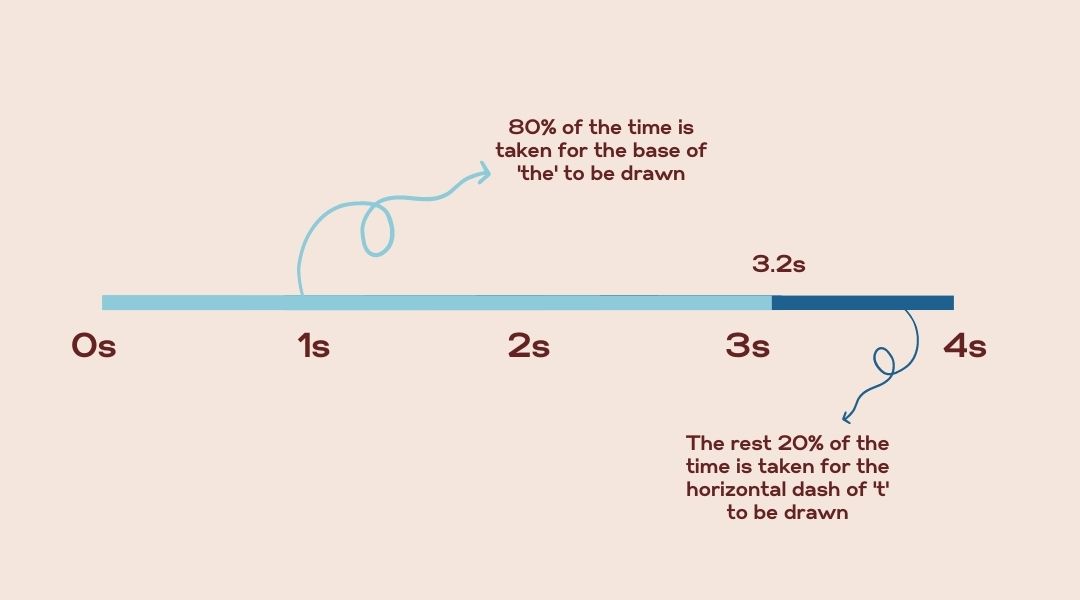 80% of the time is
taken for the base of
'the' to be drawn
3.2s
0s
1s
2s
3s
4s
The rest 20% of the
time is taken for the
horizontal dash of 't'
to be drawn